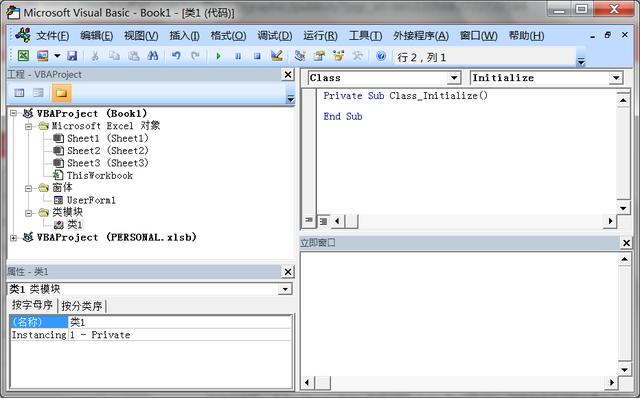 Microsoft Visual Basic - Book1 - [类1 (代码)]
文件(F) 编辑(E) 视图(V) 插入(I) 格式(O) 调试(D) 运行(R) 工具(T) 外接程序(A) 窗口(W) 帮助(H)
行 2，列 1
工程 - VBAProject
VBAProject (Book1)
Microsoft Excel 对象
Sheet1 (Sheet1)
Sheet2 (Sheet2)
Sheet3 (Sheet3)
ThisWorkbook
窗体
UserForm1
类模块
类1
VBAProject (PERSONAL.xlsb)
属性 - 类1
类1 类模块
按字母序 按分类序
(名称) 类1
Instancing 1 - Private
Class Initialize
Private Sub Class_Initialize()
End Sub
立即窗口